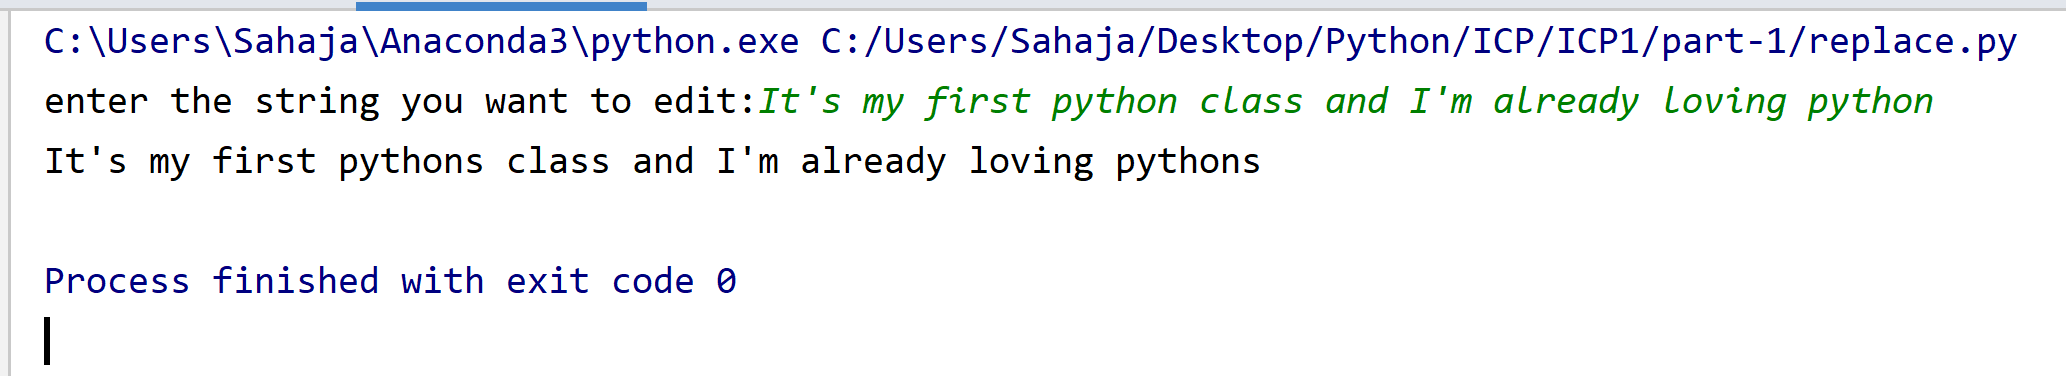 C:\Users\Sahaja\Anaconda3\python.exe C:/Users/Sahaja/Desktop/Python/ICP/ICP1/part-1/replace.py
enter the string you want to edit:It's my first python class and I'm already loving python
It's my first pythons class and I'm already loving pythons
Process finished with exit code 0